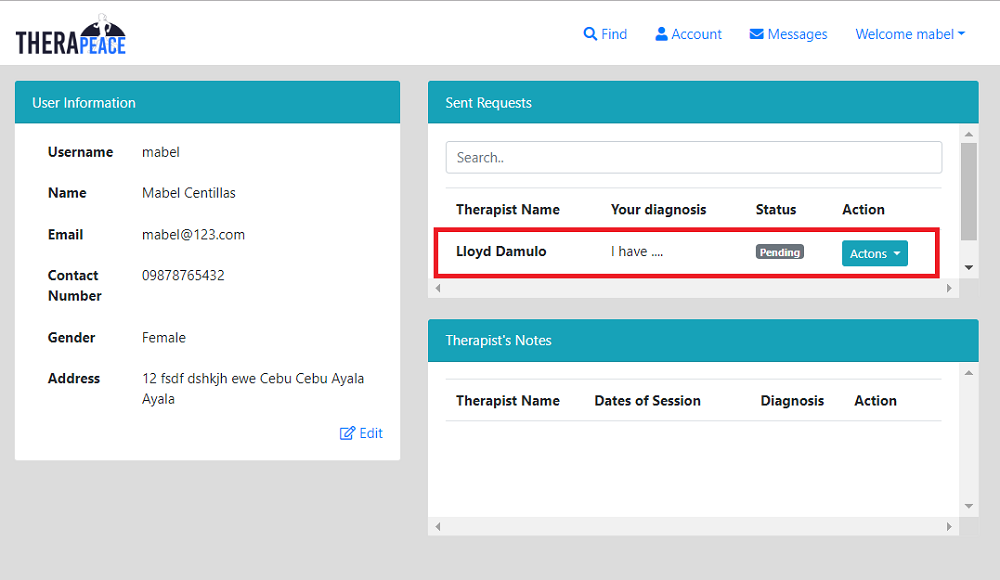 THERAPEACE
Find Account Messages Welcome mabel
User Information
Username mabel
Name Mabel Centillas
Email mabel@123.com
Contact 09878765432
Number
Gender Female
Address 12 fsdf dshkjh ewe Cebu Cebu Ayala
Ayala
Edit
Sent Requests
Search..
Therapist Name Your diagnosis Status Action
Lloyd Damulo I have .... Pending Actons
Therapist's Notes
Therapist Name Dates of Session Diagnosis Action